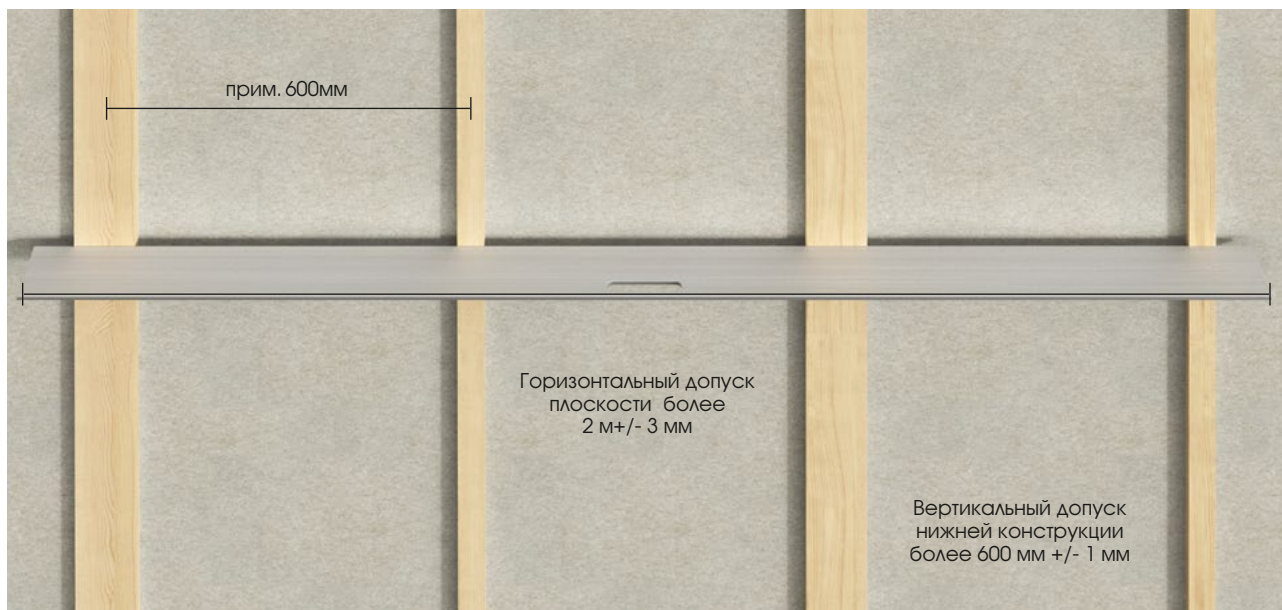 прим. 600мм
Горизонтальный допуск
плоскости более
2 м+/- 3 мм
Вертикальный допуск
нижней конструкции
более 600 мм +/- 1 мм